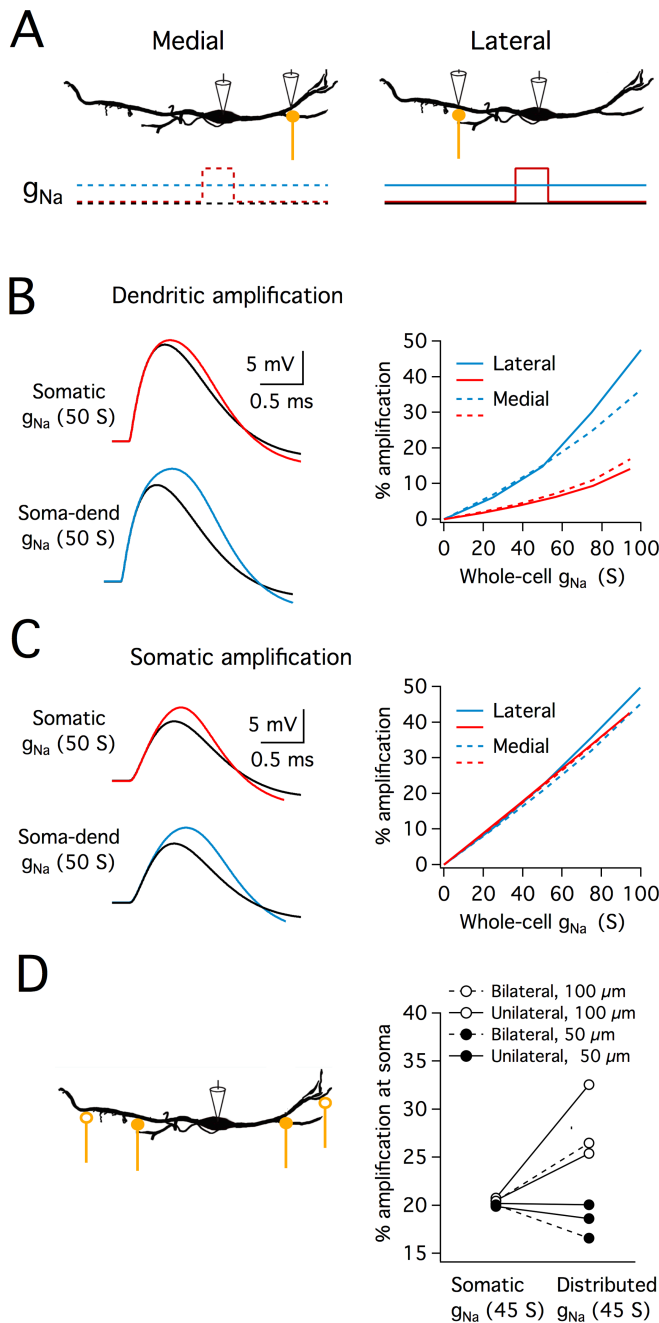 A
Medial
Lateral
gNa
B
Dendritic amplification
Somatic
gNa (50 S)
5 mV
0.5 ms
Soma-dend
gNa (50 S)
50
40
30
20
10
0
% amplification
Lateral
Medial
0 20 40 60 80 100
Whole-cell gNa (S)
C
Somatic amplification
Somatic
gNa (50 S)
5 mV
0.5 ms
Soma-dend
gNa (50 S)
50
40
30
20
10
0
% amplification
Lateral
Medial
0 20 40 60 80 100
Whole-cell gNa (S)
D
Bilateral, 100 µm
Unilateral, 100 µm
Bilateral, 50 µm
Unilateral, 50 µm
40
35
30
25
20
15
% amplification at soma
Somatic
gNa (45 S)
Distributed
gNa (45 S)